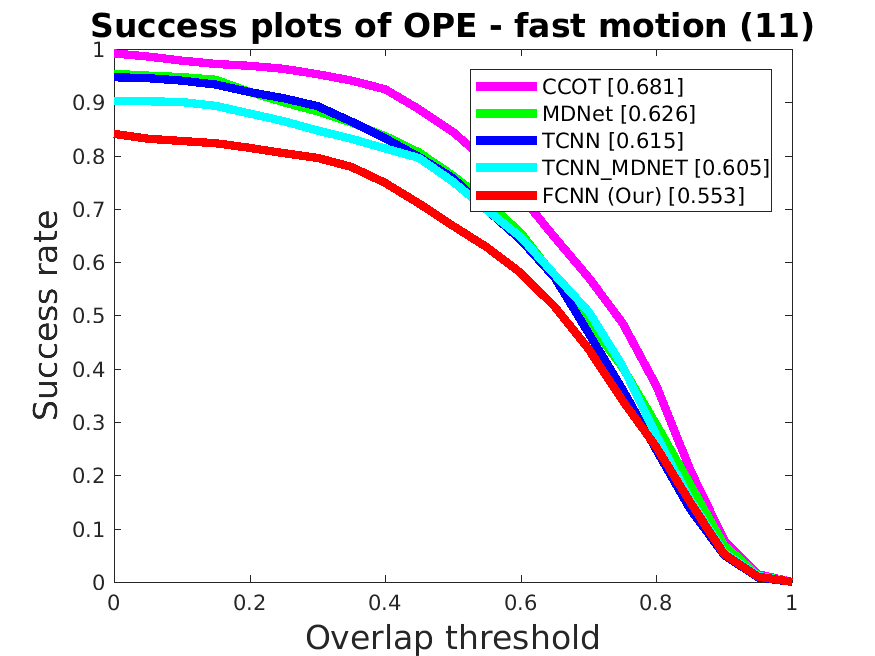 Success plots of OPE - fast motion (11)
1
0.9
0.8
0.7
0.6
0.5
0.4
0.3
0.2
0.1
0
Success rate
CCOT [0.681]
MDNet [0.626]
TCNN [0.615]
TCNN_MDNET [0.605]
FCNN (Our) [0.553]
0 0.2 0.4 0.6 0.8 1
Overlap threshold